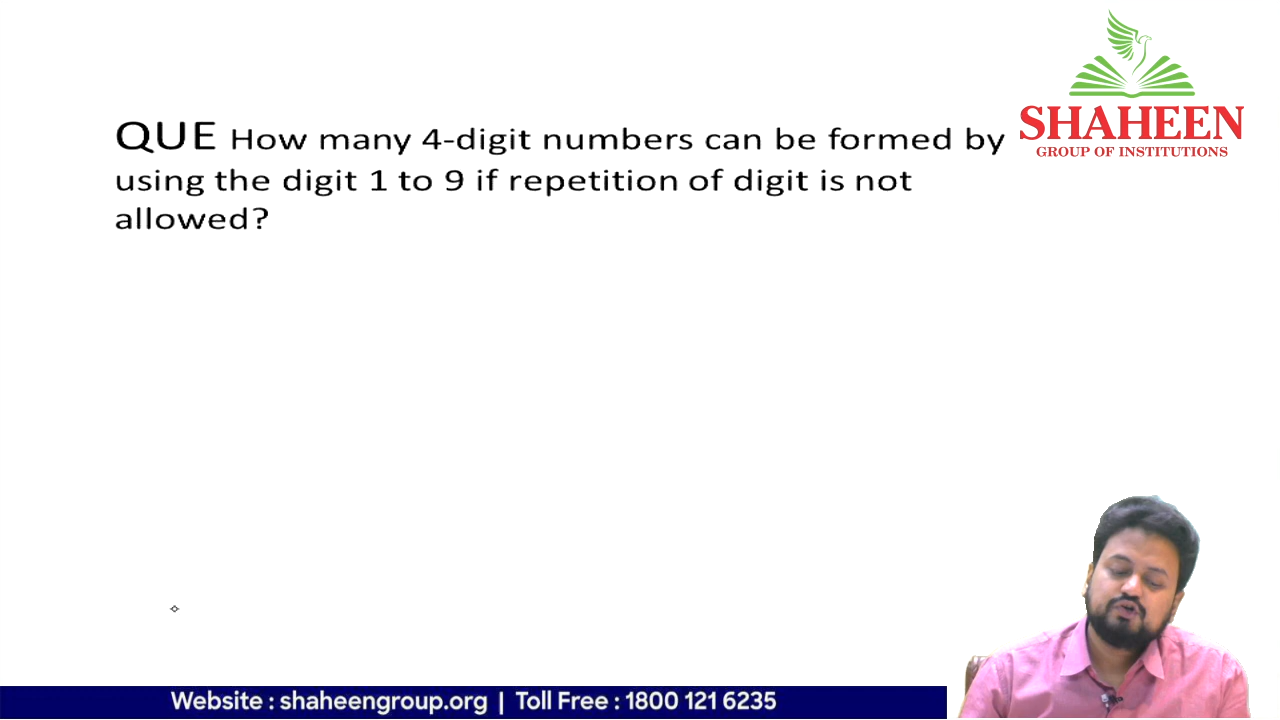 SHAHEEN
GROUP OF INSTITUTIONS
QUE How many 4-digit numbers can be formed by
using the digit 1 to 9 if repetition of digit is not
allowed?
Website : shaheengroup.org | Toll Free : 1800 121 6235